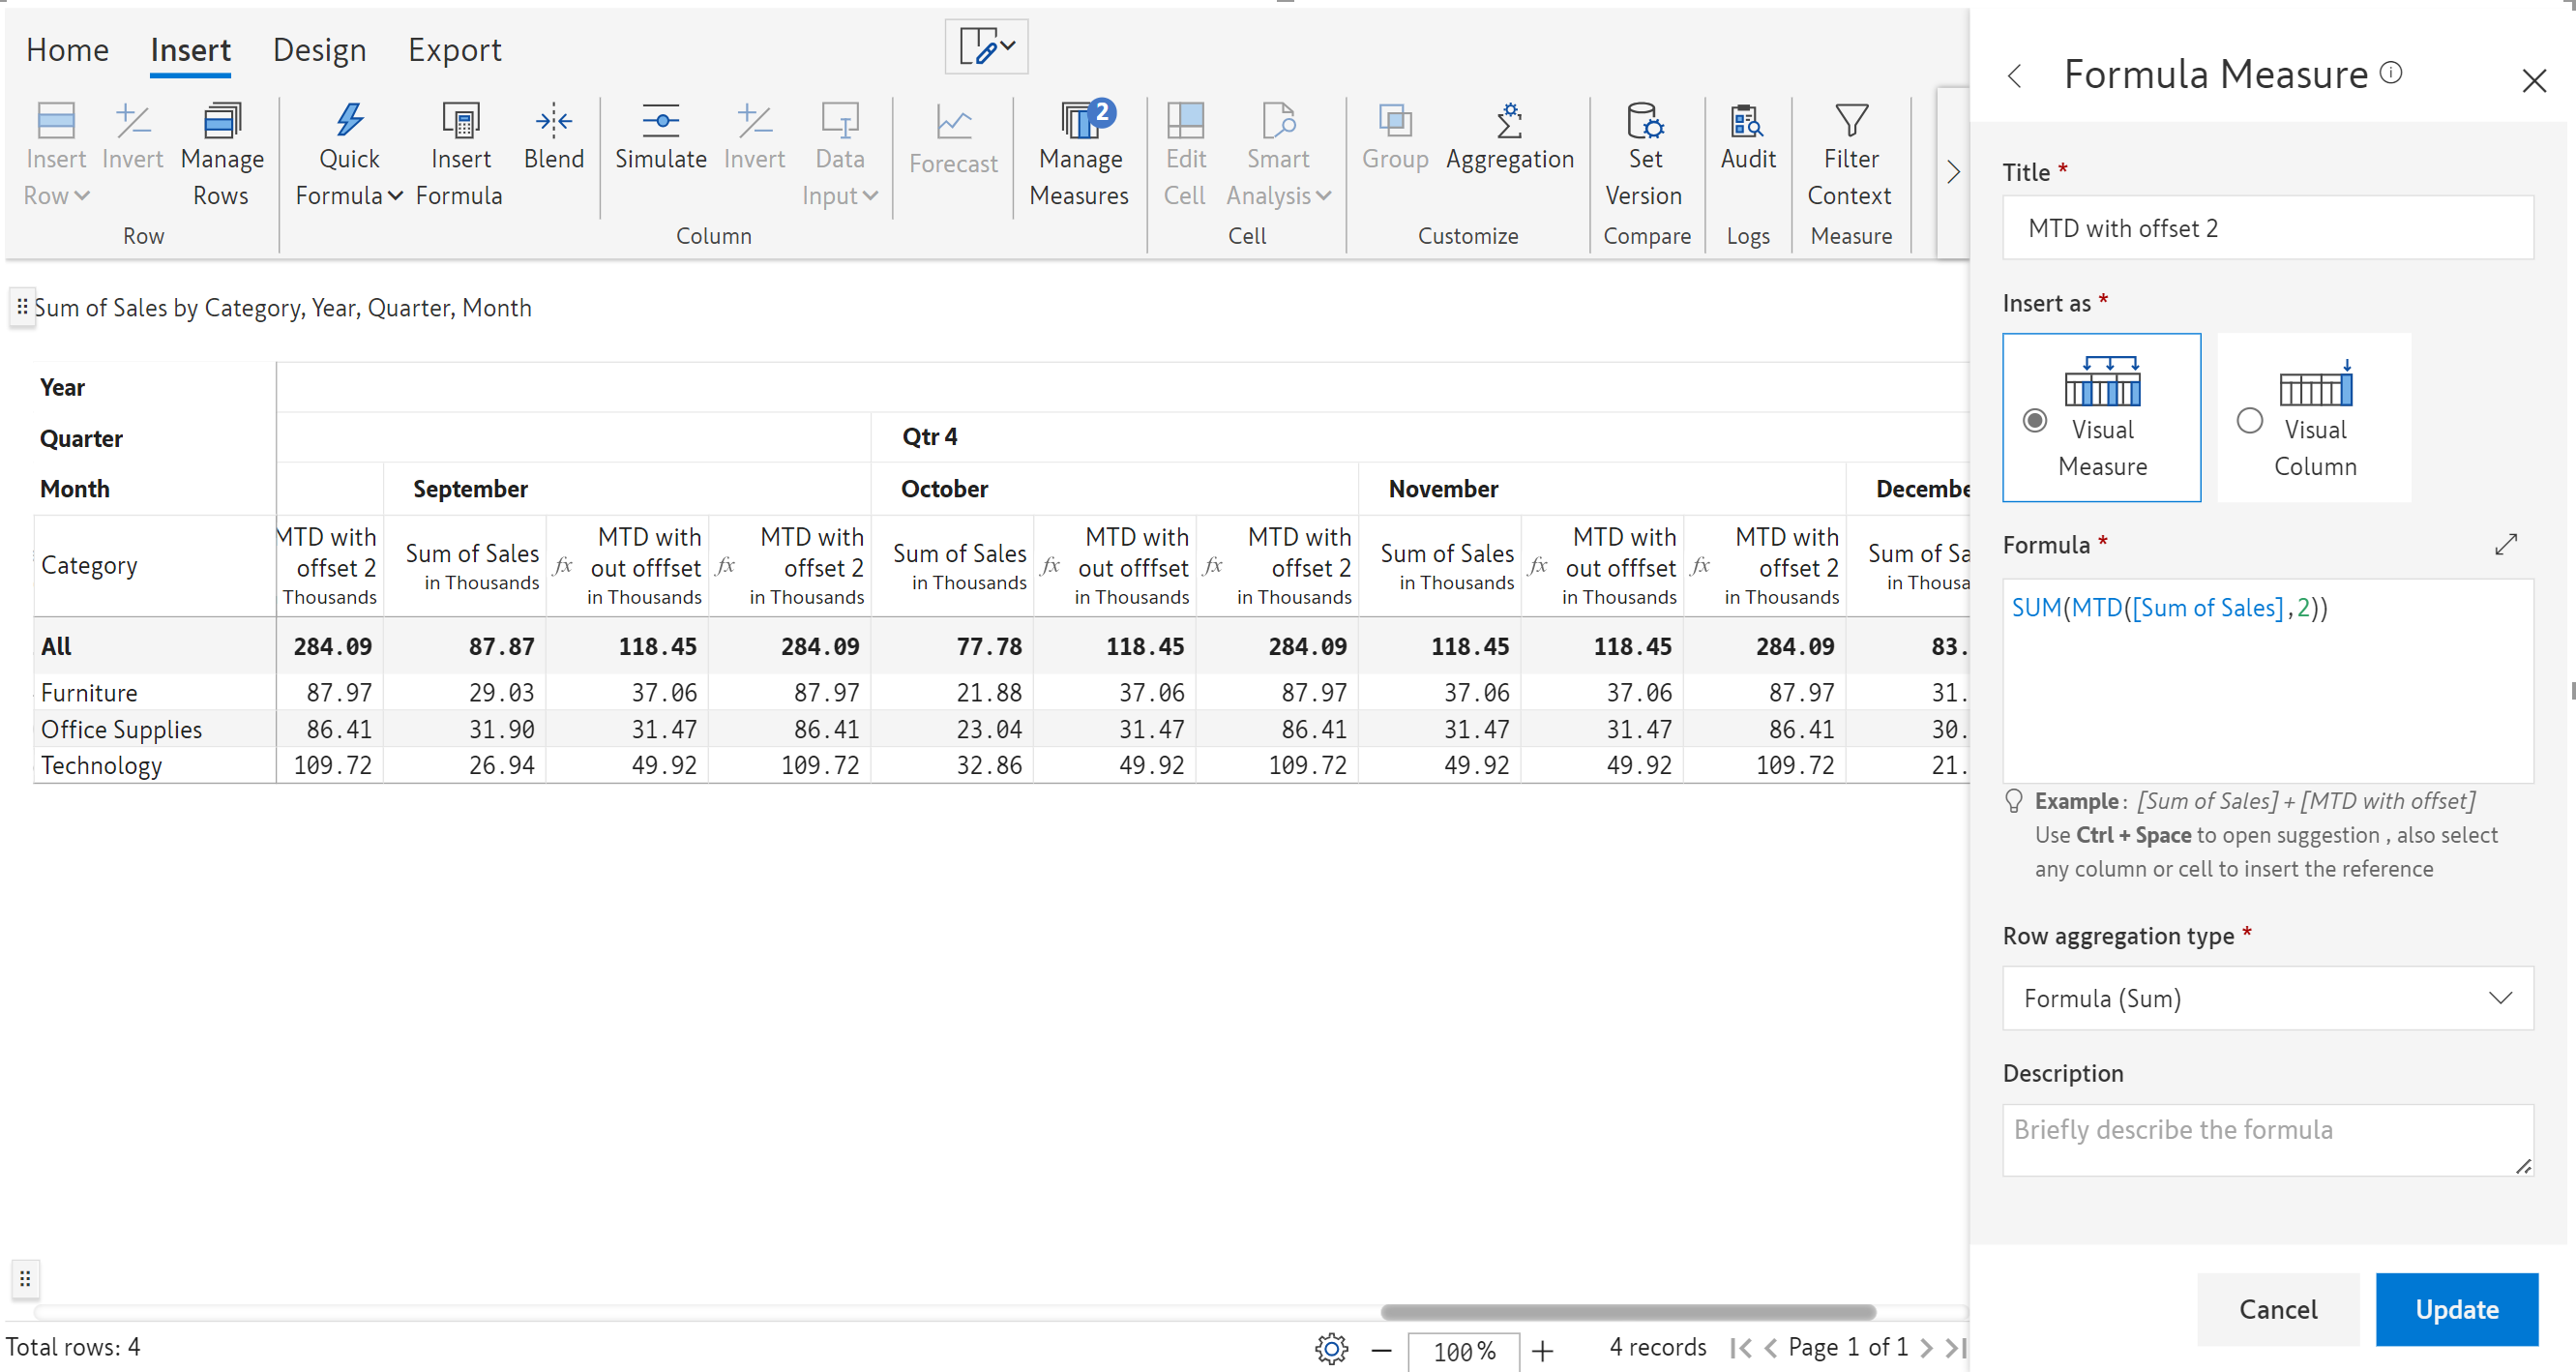 Home Insert Design Export
Insert Row Invert Manage Rows Quick Formula Insert Formula Blend Simulate Invert Data Input Forecast Manage Measures 2 Edit Cell Smart Analysis Group Aggregation Set Version Audit Filter Context
Row Column Cell Customize Compare Logs Measure
Sum of Sales by Category, Year, Quarter, Month
Year
Quarter Qtr 4
Month September October November Decembe
Category MTD with offset 2 Thousands Sum of Sales in Thousands fx MTD with out offfset in Thousands fx MTD with offset 2 in Thousands Sum of Sales in Thousands fx MTD with out offfset in Thousands fx MTD with offset 2 in Thousands Sum of Sales in Thousands fx MTD with out offfset in Thousands fx MTD with offset 2 in Thousands Sum of Sa in Thousa
All 284.09 87.87 118.45 284.09 77.78 118.45 284.09 118.45 118.45 284.09 83.
Furniture 87.97 29.03 37.06 87.97 21.88 37.06 87.97 37.06 37.06 87.97 31.
Office Supplies 86.41 31.90 31.47 86.41 23.04 31.47 86.41 31.47 31.47 86.41 30.
Technology 109.72 26.94 49.92 109.72 32.86 49.92 109.72 49.92 49.92 109.72 21.
Total rows: 4 100% 4 records Page 1 of 1
Formula Measure
Title *
MTD with offset 2
Insert as *
Visual Measure
Visual Column
Formula *
SUM(MTD([Sum of Sales],2))
Example: [Sum of Sales] + [MTD with offset]
Use Ctrl + Space to open suggestion , also select
any column or cell to insert the reference
Row aggregation type *
Formula (Sum)
Description
Briefly describe the formula
Cancel Update